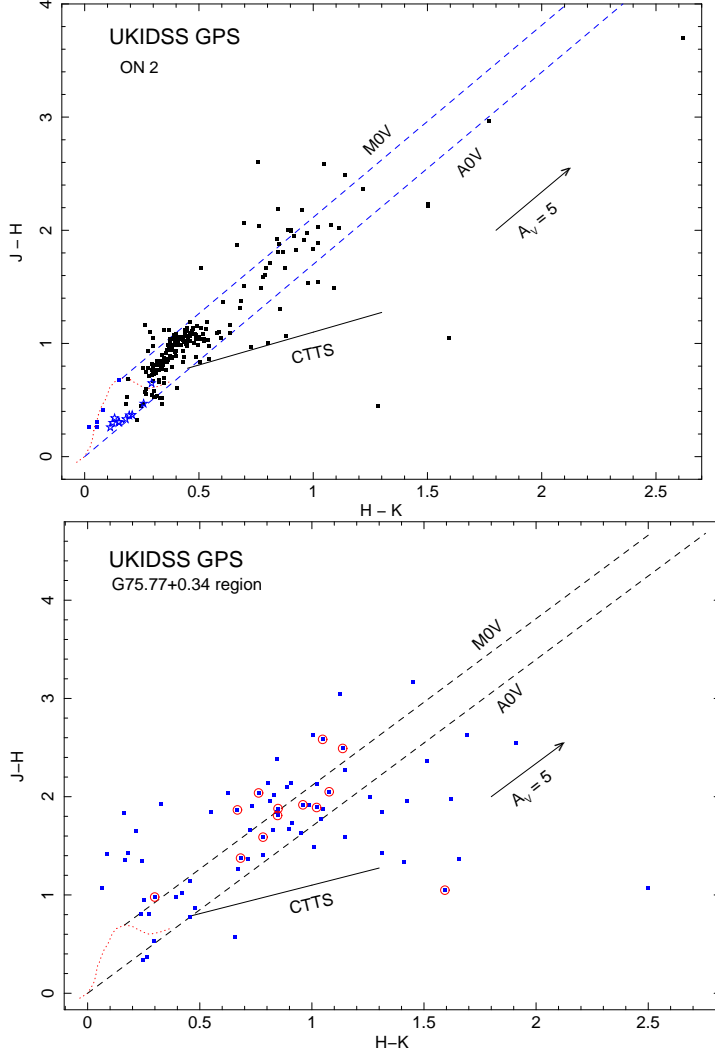 4
UKIDSS GPS
ON 2
M0V
A0V
3
A_V = 5
J − H
2
1
CTTS
0
0
0.5
1
1.5
2
2.5
H − K
UKIDSS GPS
G75.77+0.34 region
4
M0V
A0V
3
A_V = 5
J−H
2
1
CTTS
0
0
0.5
1
1.5
2
2.5
H−K